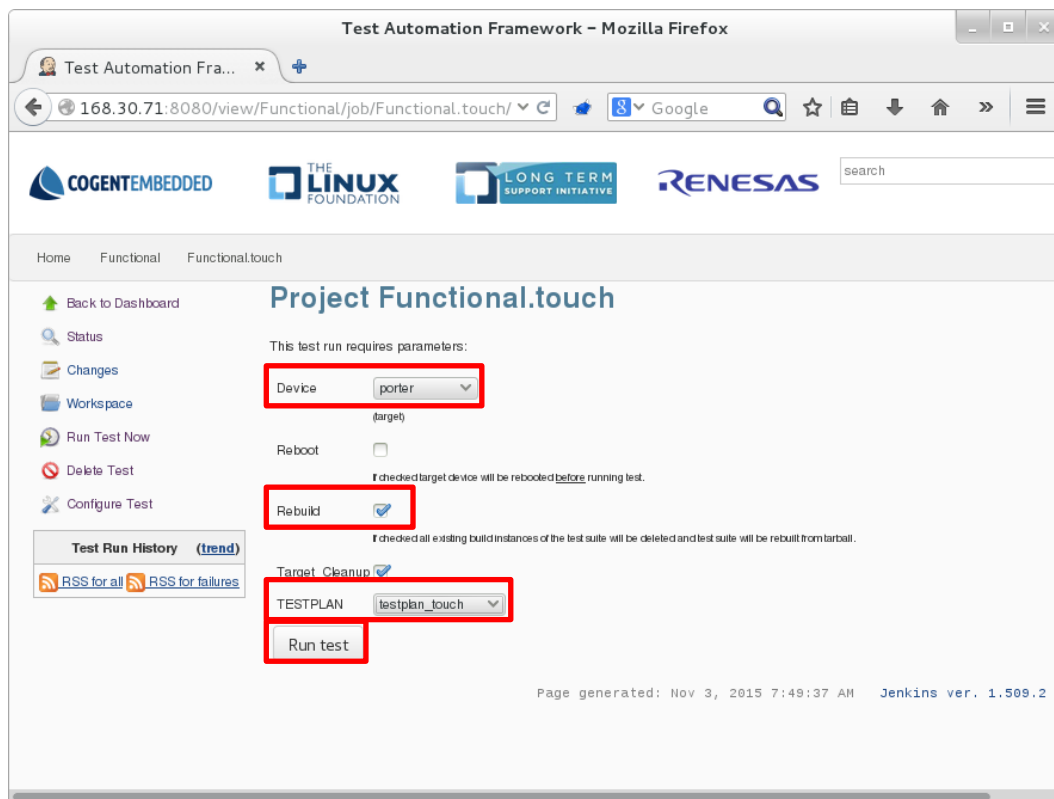 Test Automation Framework - Mozilla Firefox
Test Automation Fra...
168.30.71:8080/view/Functional/job/Functional.touch/
Google
COGENTEMBEDDED
THE
LINUX
FOUNDATION
LONG TERM
SUPPORT INITIATIVE
RENESAS
search
Home Functional Functional.touch
Back to Dashboard
Status
Changes
Workspace
Run Test Now
Delete Test
Configure Test
Test Run History (trend)
RSS for all RSS for failures
Project Functional.touch
This test run requires parameters:
Device porter
(target)
Reboot
If checked target device will be rebooted before running test.
Rebuild
If checked all existing build instances of the test suite will be deleted and test suite will be rebuilt from tarball.
Target_Cleanup
TESTPLAN testplan_touch
Run test
Page generated: Nov 3, 2015 7:49:37 AM Jenkins ver. 1.509.2